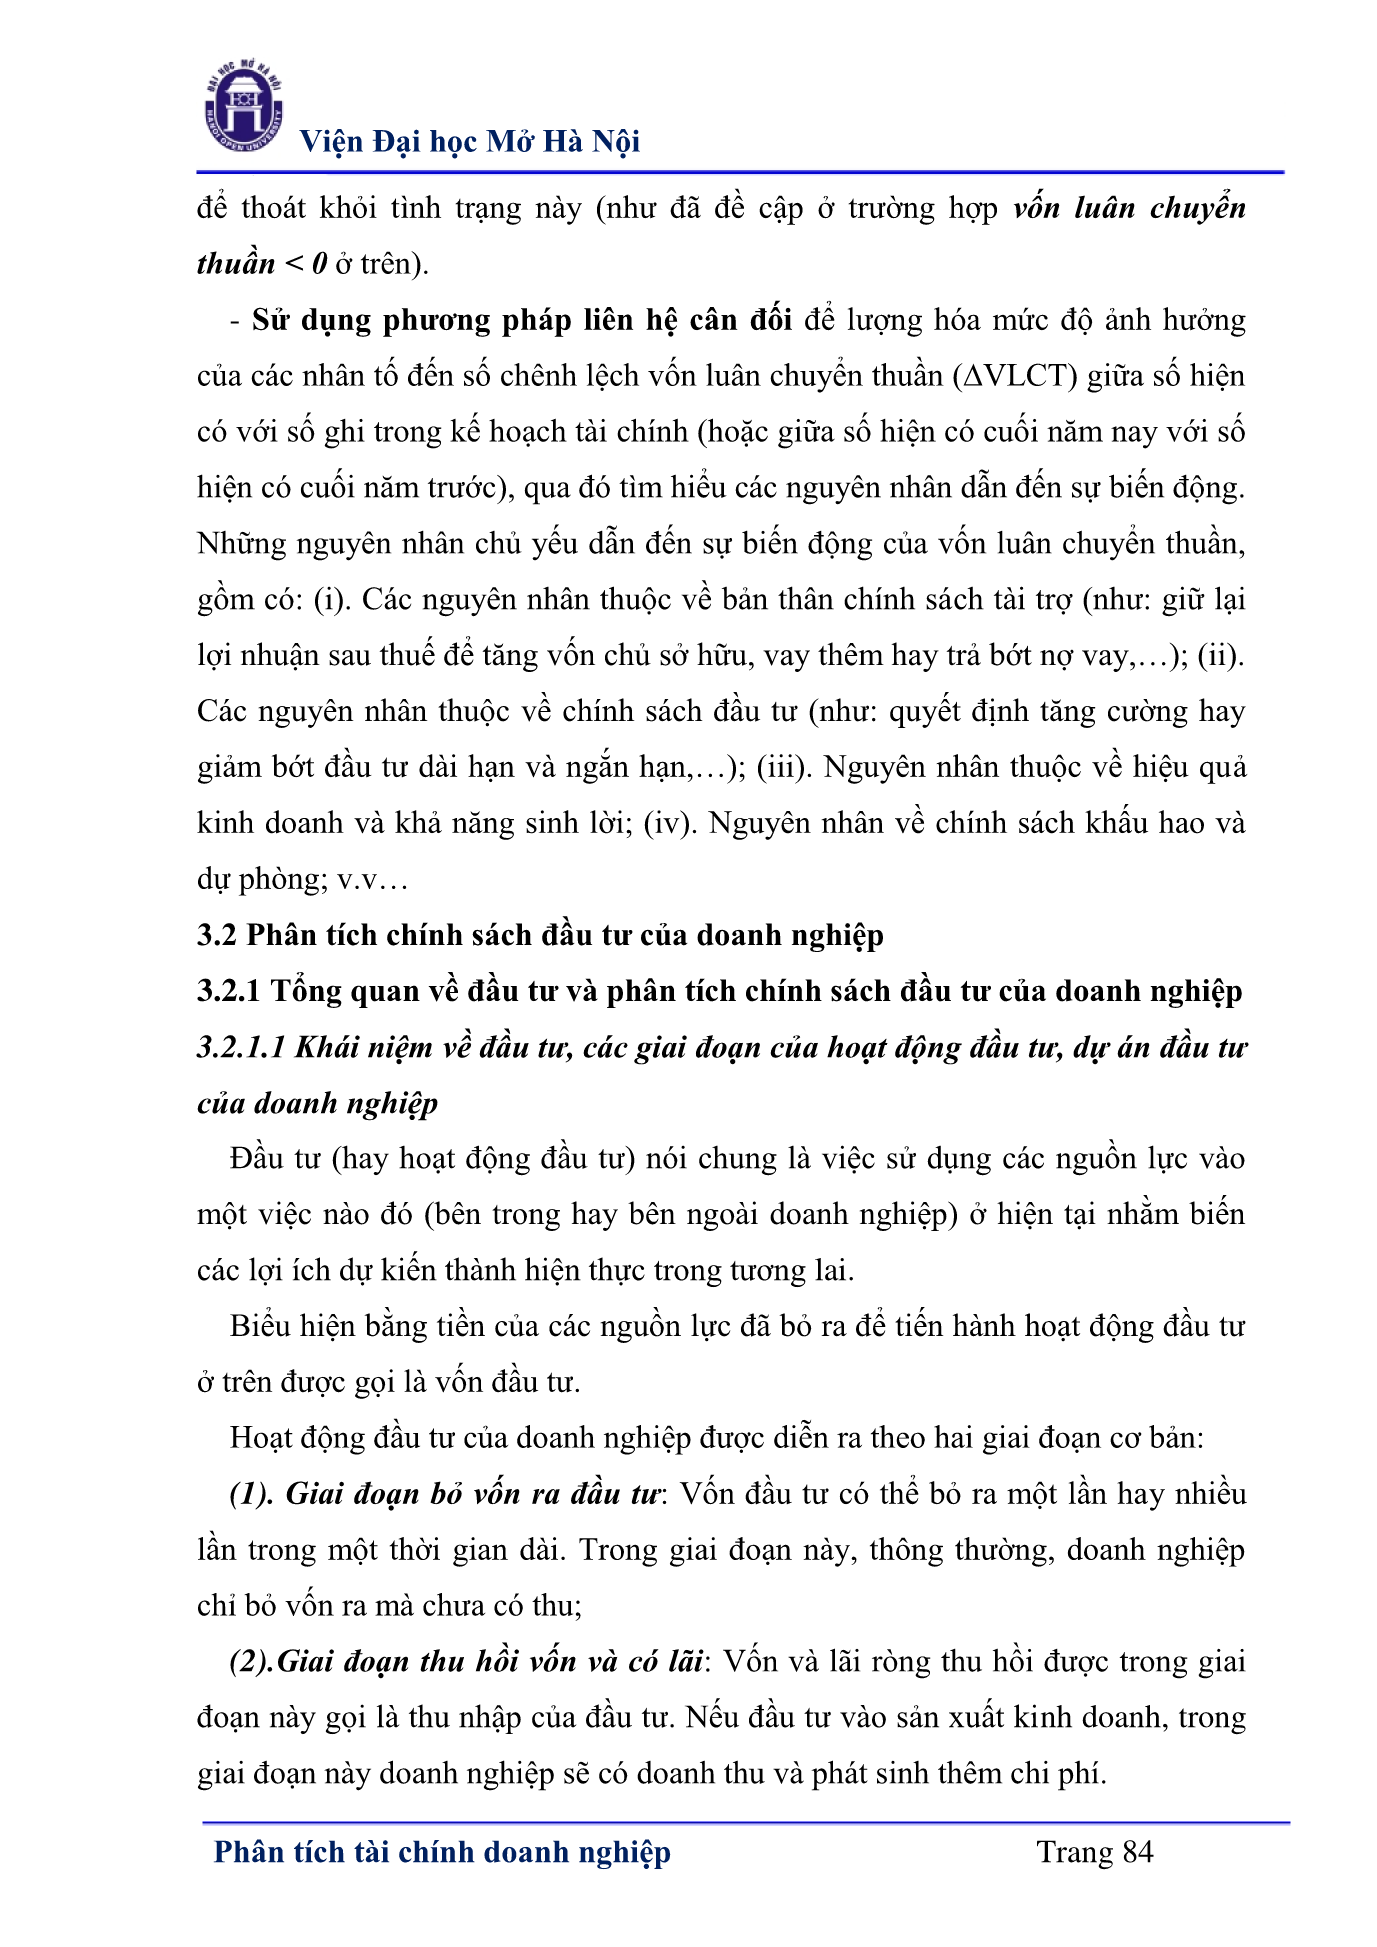 ĐẠI HỌC MỞ HÀ NỘI
HANOI OPEN UNIVERSITY
Viện Đại học Mở Hà Nội
để thoát khỏi tình trạng này (như đã đề cập ở trường hợp vốn luân chuyển
thuần < 0 ở trên).
- Sử dụng phương pháp liên hệ cân đối để lượng hóa mức độ ảnh hưởng
của các nhân tố đến số chênh lệch vốn luân chuyển thuần (ΔVLCT) giữa số hiện
có với số ghi trong kế hoạch tài chính (hoặc giữa số hiện có cuối năm nay với số
hiện có cuối năm trước), qua đó tìm hiểu các nguyên nhân dẫn đến sự biến động.
Những nguyên nhân chủ yếu dẫn đến sự biến động của vốn luân chuyển thuần,
gồm có: (i). Các nguyên nhân thuộc về bản thân chính sách tài trợ (như: giữ lại
lợi nhuận sau thuế để tăng vốn chủ sở hữu, vay thêm hay trả bớt nợ vay,…); (ii).
Các nguyên nhân thuộc về chính sách đầu tư (như: quyết định tăng cường hay
giảm bớt đầu tư dài hạn và ngắn hạn,…); (iii). Nguyên nhân thuộc về hiệu quả
kinh doanh và khả năng sinh lời; (iv). Nguyên nhân về chính sách khấu hao và
dự phòng; v.v…
3.2 Phân tích chính sách đầu tư của doanh nghiệp
3.2.1 Tổng quan về đầu tư và phân tích chính sách đầu tư của doanh nghiệp
3.2.1.1 Khái niệm về đầu tư, các giai đoạn của hoạt động đầu tư, dự án đầu tư
của doanh nghiệp
Đầu tư (hay hoạt động đầu tư) nói chung là việc sử dụng các nguồn lực vào
một việc nào đó (bên trong hay bên ngoài doanh nghiệp) ở hiện tại nhằm biến
các lợi ích dự kiến thành hiện thực trong tương lai.
Biểu hiện bằng tiền của các nguồn lực đã bỏ ra để tiến hành hoạt động đầu tư
ở trên được gọi là vốn đầu tư.
Hoạt động đầu tư của doanh nghiệp được diễn ra theo hai giai đoạn cơ bản:
(1). Giai đoạn bỏ vốn ra đầu tư: Vốn đầu tư có thể bỏ ra một lần hay nhiều
lần trong một thời gian dài. Trong giai đoạn này, thông thường, doanh nghiệp
chỉ bỏ vốn ra mà chưa có thu;
(2).Giai đoạn thu hồi vốn và có lãi: Vốn và lãi ròng thu hồi được trong giai
đoạn này gọi là thu nhập của đầu tư. Nếu đầu tư vào sản xuất kinh doanh, trong
giai đoạn này doanh nghiệp sẽ có doanh thu và phát sinh thêm chi phí.
Phân tích tài chính doanh nghiệp Trang 84